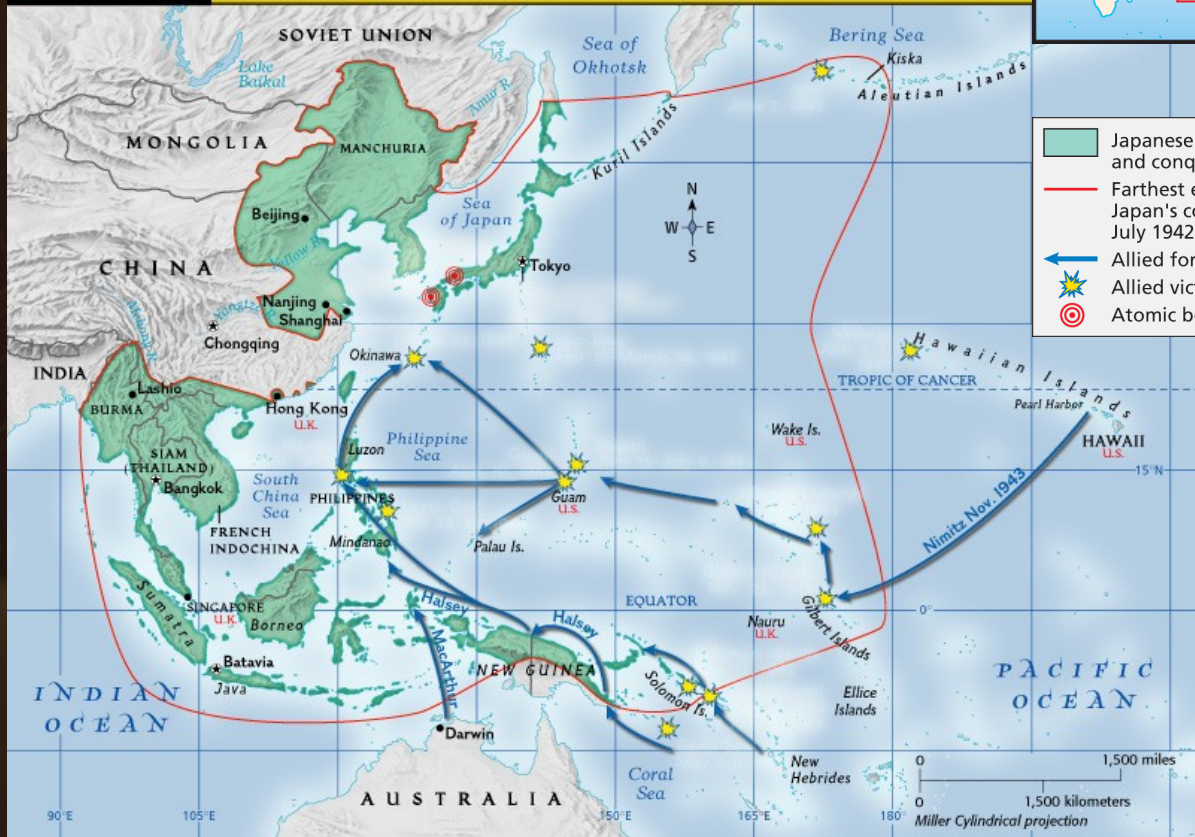 SOVIET UNION
Sea of
Okhotsk
Bering Sea
Kiska
Aleutian Islands
Lake
Baikal
Amur R.
MONGOLIA
MANCHURIA
Kuril Islands
Japanese
and conq
Farthest e
Japan's co
July 1942
Allied for
Allied vict
Atomic bo
N
W E
S
Sea
of Japan
Beijing
Yellow R.
Tokyo
CHINA
Nanjing
Shanghai
Yangtze R.
Mekong R.
Chongqing
Okinawa
Hawaiian Islands
INDIA
Lashio
BURMA
TROPIC OF CANCER
Pearl Harbor
Hong Kong
U.K.
HAWAII
U.S.
Wake Is.
U.S.
Luzon
Philippine
Sea
SIAM
(THAILAND)
Bangkok
South
China
Sea
15°N
PHILIPPINES
Guam
U.S.
Nimitz Nov. 1943
FRENCH
INDOCHINA
Mindanao
Palau Is.
Sumatra
SINGAPORE
U.K.
Borneo
Halsey
Halsey
EQUATOR
0°
Nauru
U.K.
Gilbert Islands
MacArthur
Batavia
Java
NEW GUINEA
Solomon Is.
INDIAN
OCEAN
PACIFIC
OCEAN
Ellice
Islands
Darwin
Coral
Sea
New
Hebrides
AUSTRALIA
0 1,500 miles
0 1,500 kilometers
Miller Cylindrical projection
90°E 105°E 150°E 165°E 180°